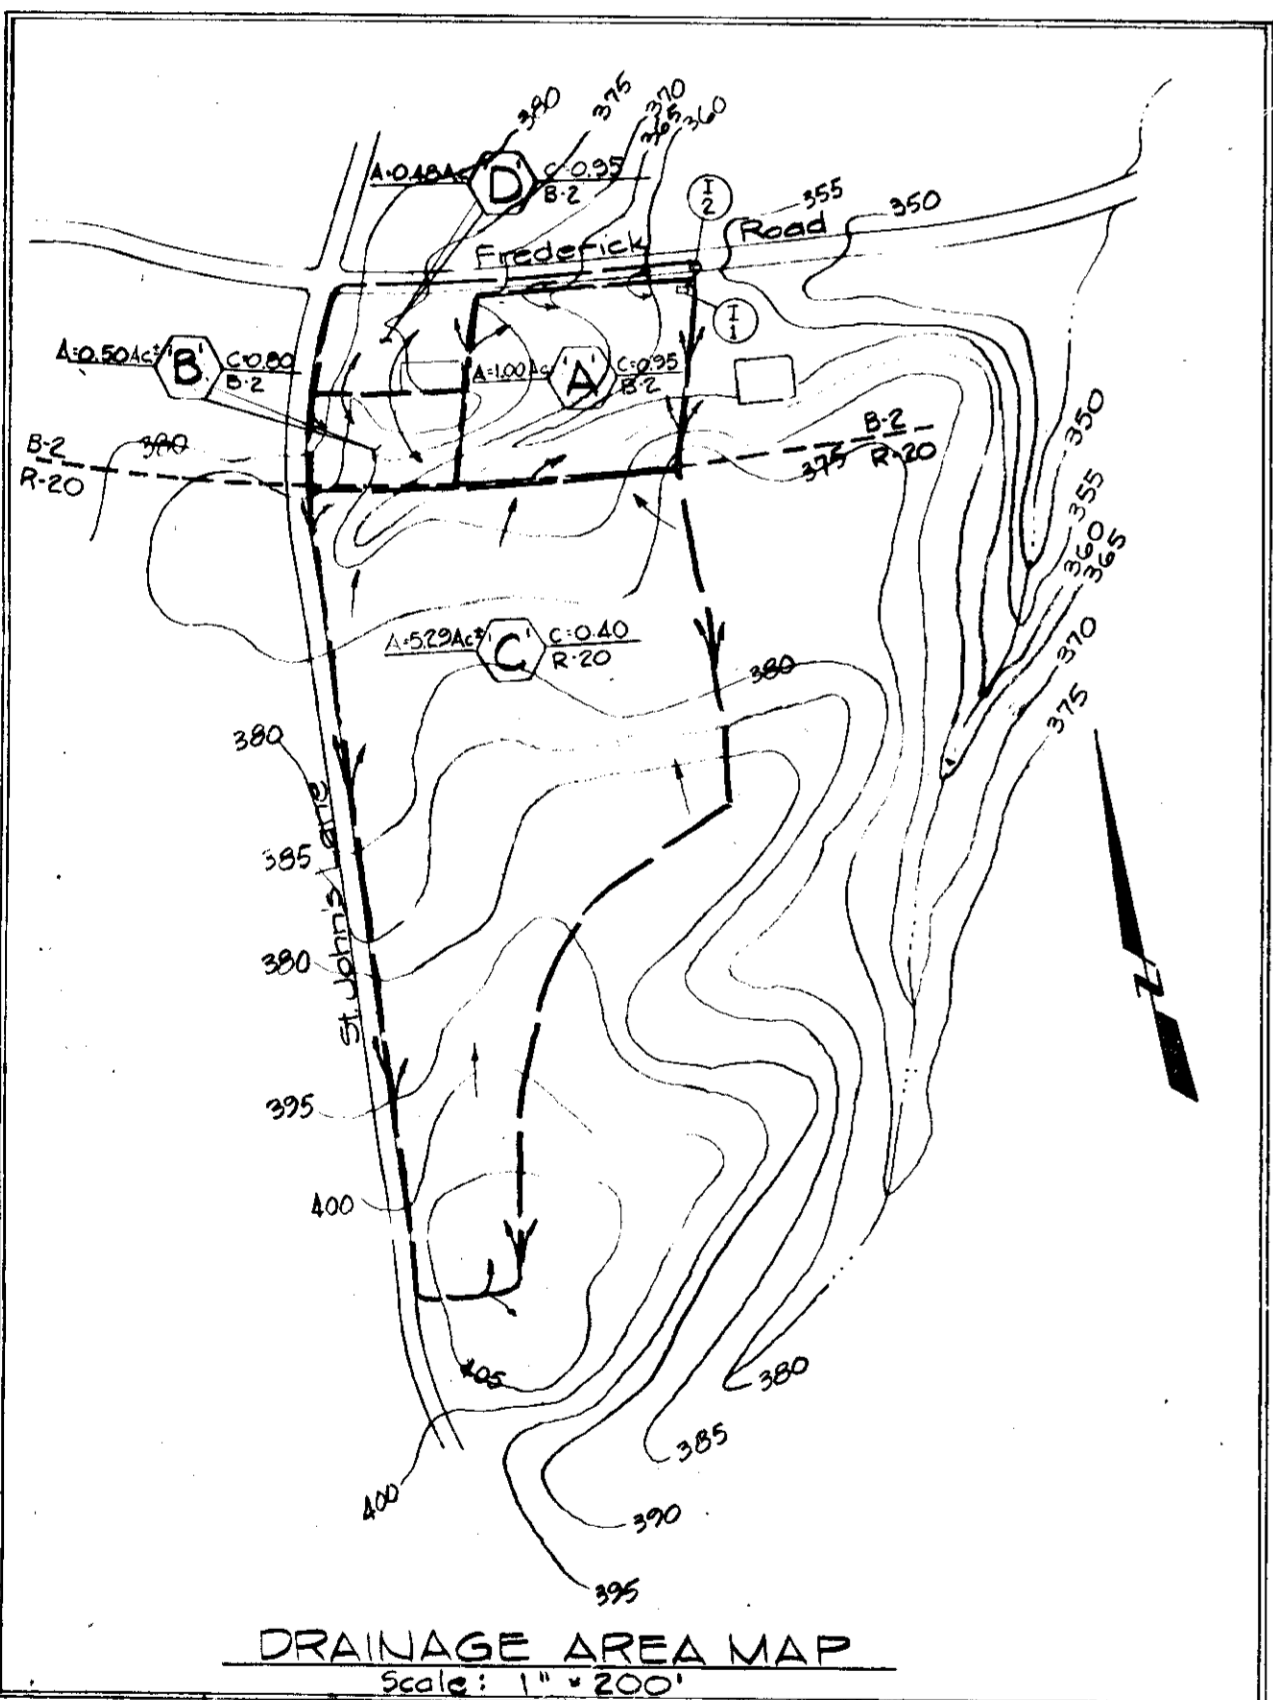 380
375
370
365
360
A=0.48Ac
'D'
C=0.95
B-2
I
2
355
350
Frederick Road
I
1
A=0.50Ac±
'B'
C=0.80
B-2
A=1.00Ac
'A'
C=0.95
B-2
B-2
R-20
380
B-2
R-20
375
350
355
360
365
370
375
A=5.29Ac±
'C'
C=0.40
R-20
380
380
385
St. John's Lane
380
395
400
N
405
380
385
400
390
395
DRAINAGE AREA MAP
Scale: 1" = 200'